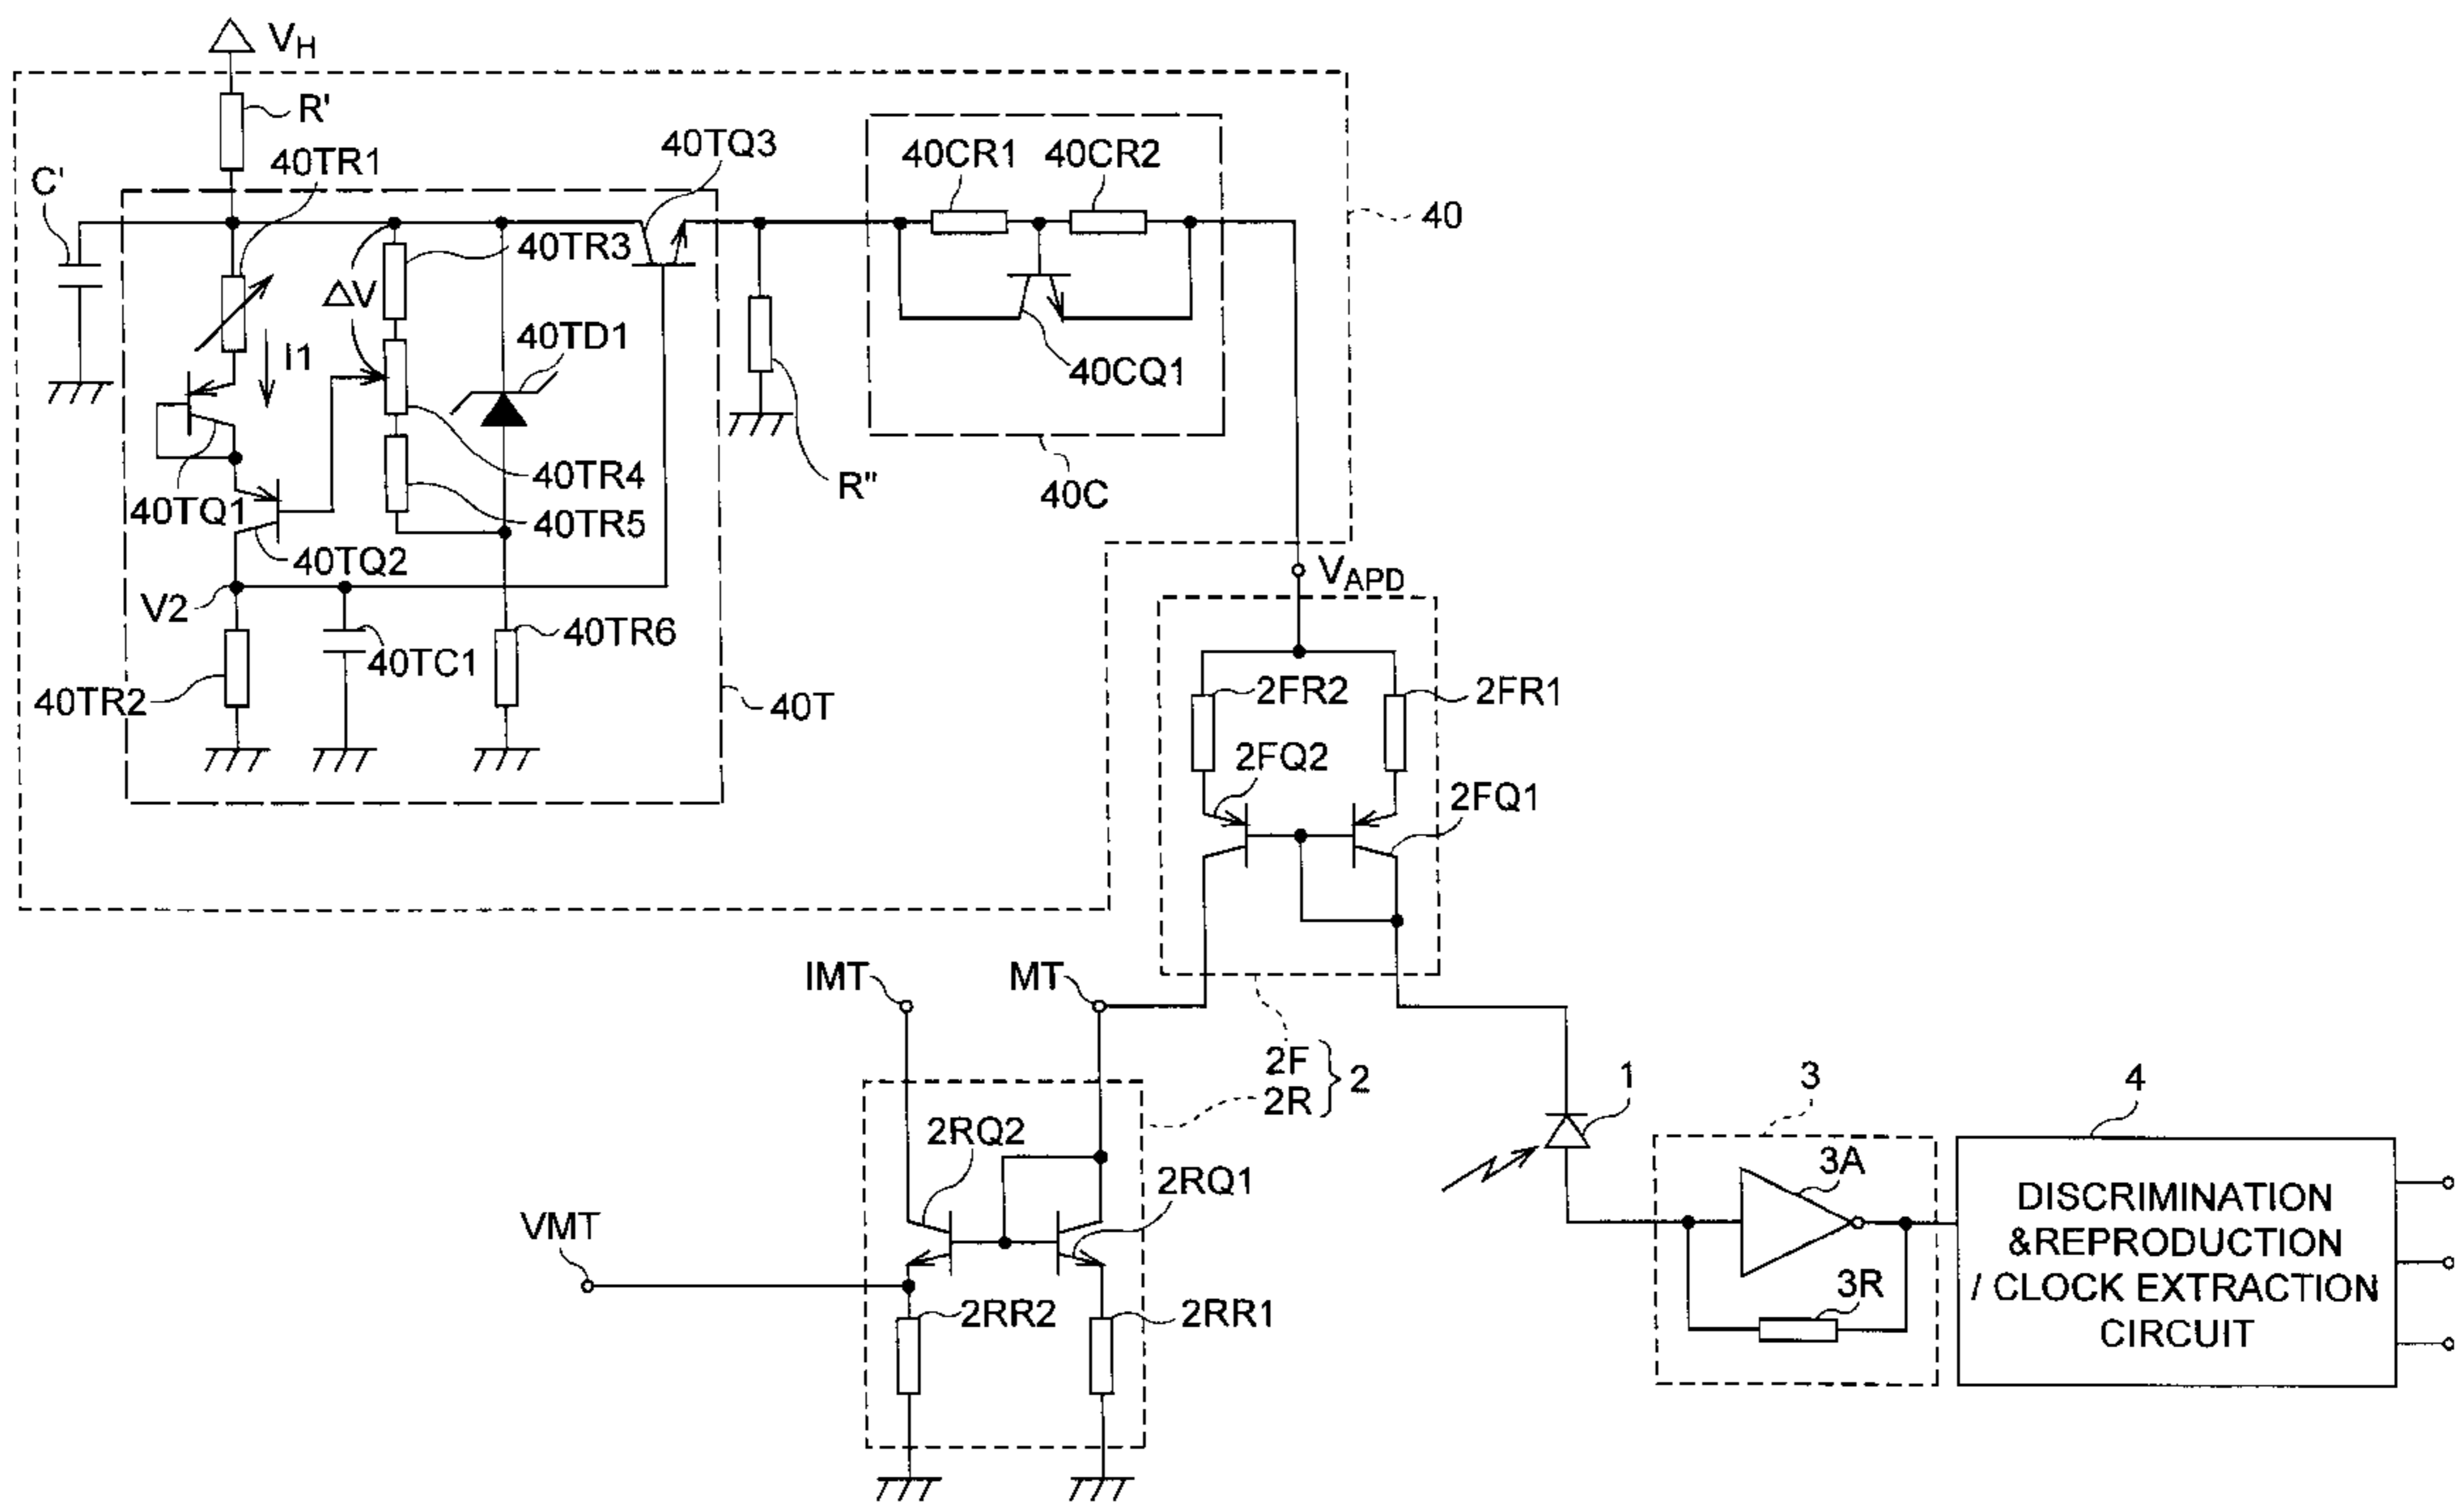 VH
R'
40TR1
40TQ3
C'
40CR1
40CR2
40
40TR3
ΔV
40TD1
I1
40CQ1
40TR4
R"
40C
40TQ1
40TR5
40TQ2
VAPD
V2
40TR6
40TC1
40TR2
40T
2FR2
2FR1
2FQ2
2FQ1
IMT
MT
2F
2R
2
1
3
4
2RQ2
3A
2RQ1
VMT
DISCRIMINATION
&REPRODUCTION
/ CLOCK EXTRACTION
CIRCUIT
3R
2RR2
2RR1